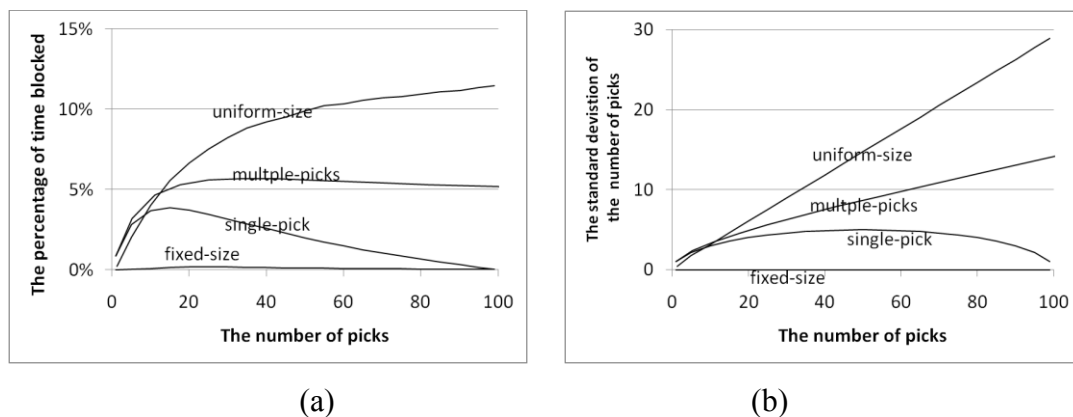 15%
10%
5%
0%
The percentage of time blocked
uniform-size
multple-picks
single-pick
fixed-size
0 20 40 60 80 100
The number of picks
(a)
30
20
10
0
The standard devistion of
the number of picks
uniform-size
multple-picks
single-pick
fixed-size
0 20 40 60 80 100
The number of picks
(b)